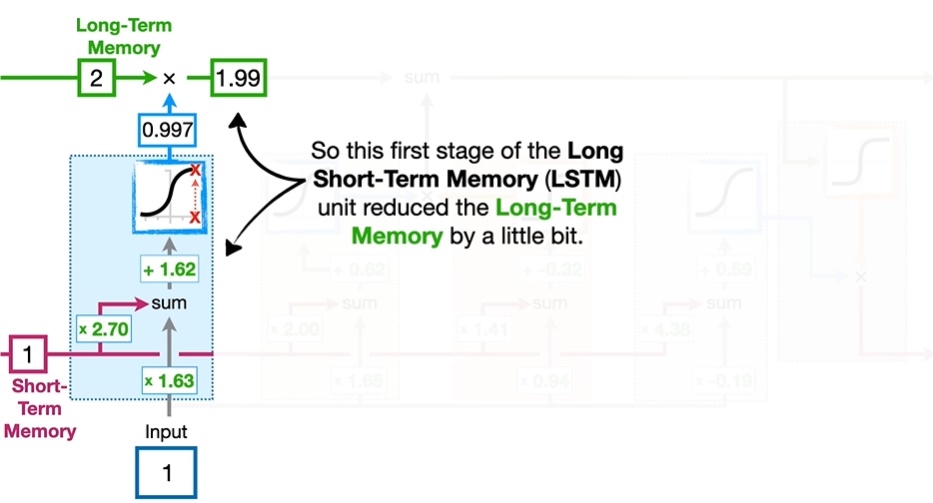 Long-Term
Memory
2
×
1.99
sum
0.997
So this first stage of the Long
Short-Term Memory (LSTM)
unit reduced the Long-Term
Memory by a little bit.
+ 1.62
+ 0.62
+ -0.32
+ 0.59
×
sum
sum
sum
sum
x 2.70
x 2.00
x 1.41
x 4.38
1
x 1.63
x 1.65
x 0.94
x -0.19
Short-
Term
Memory
Input
1